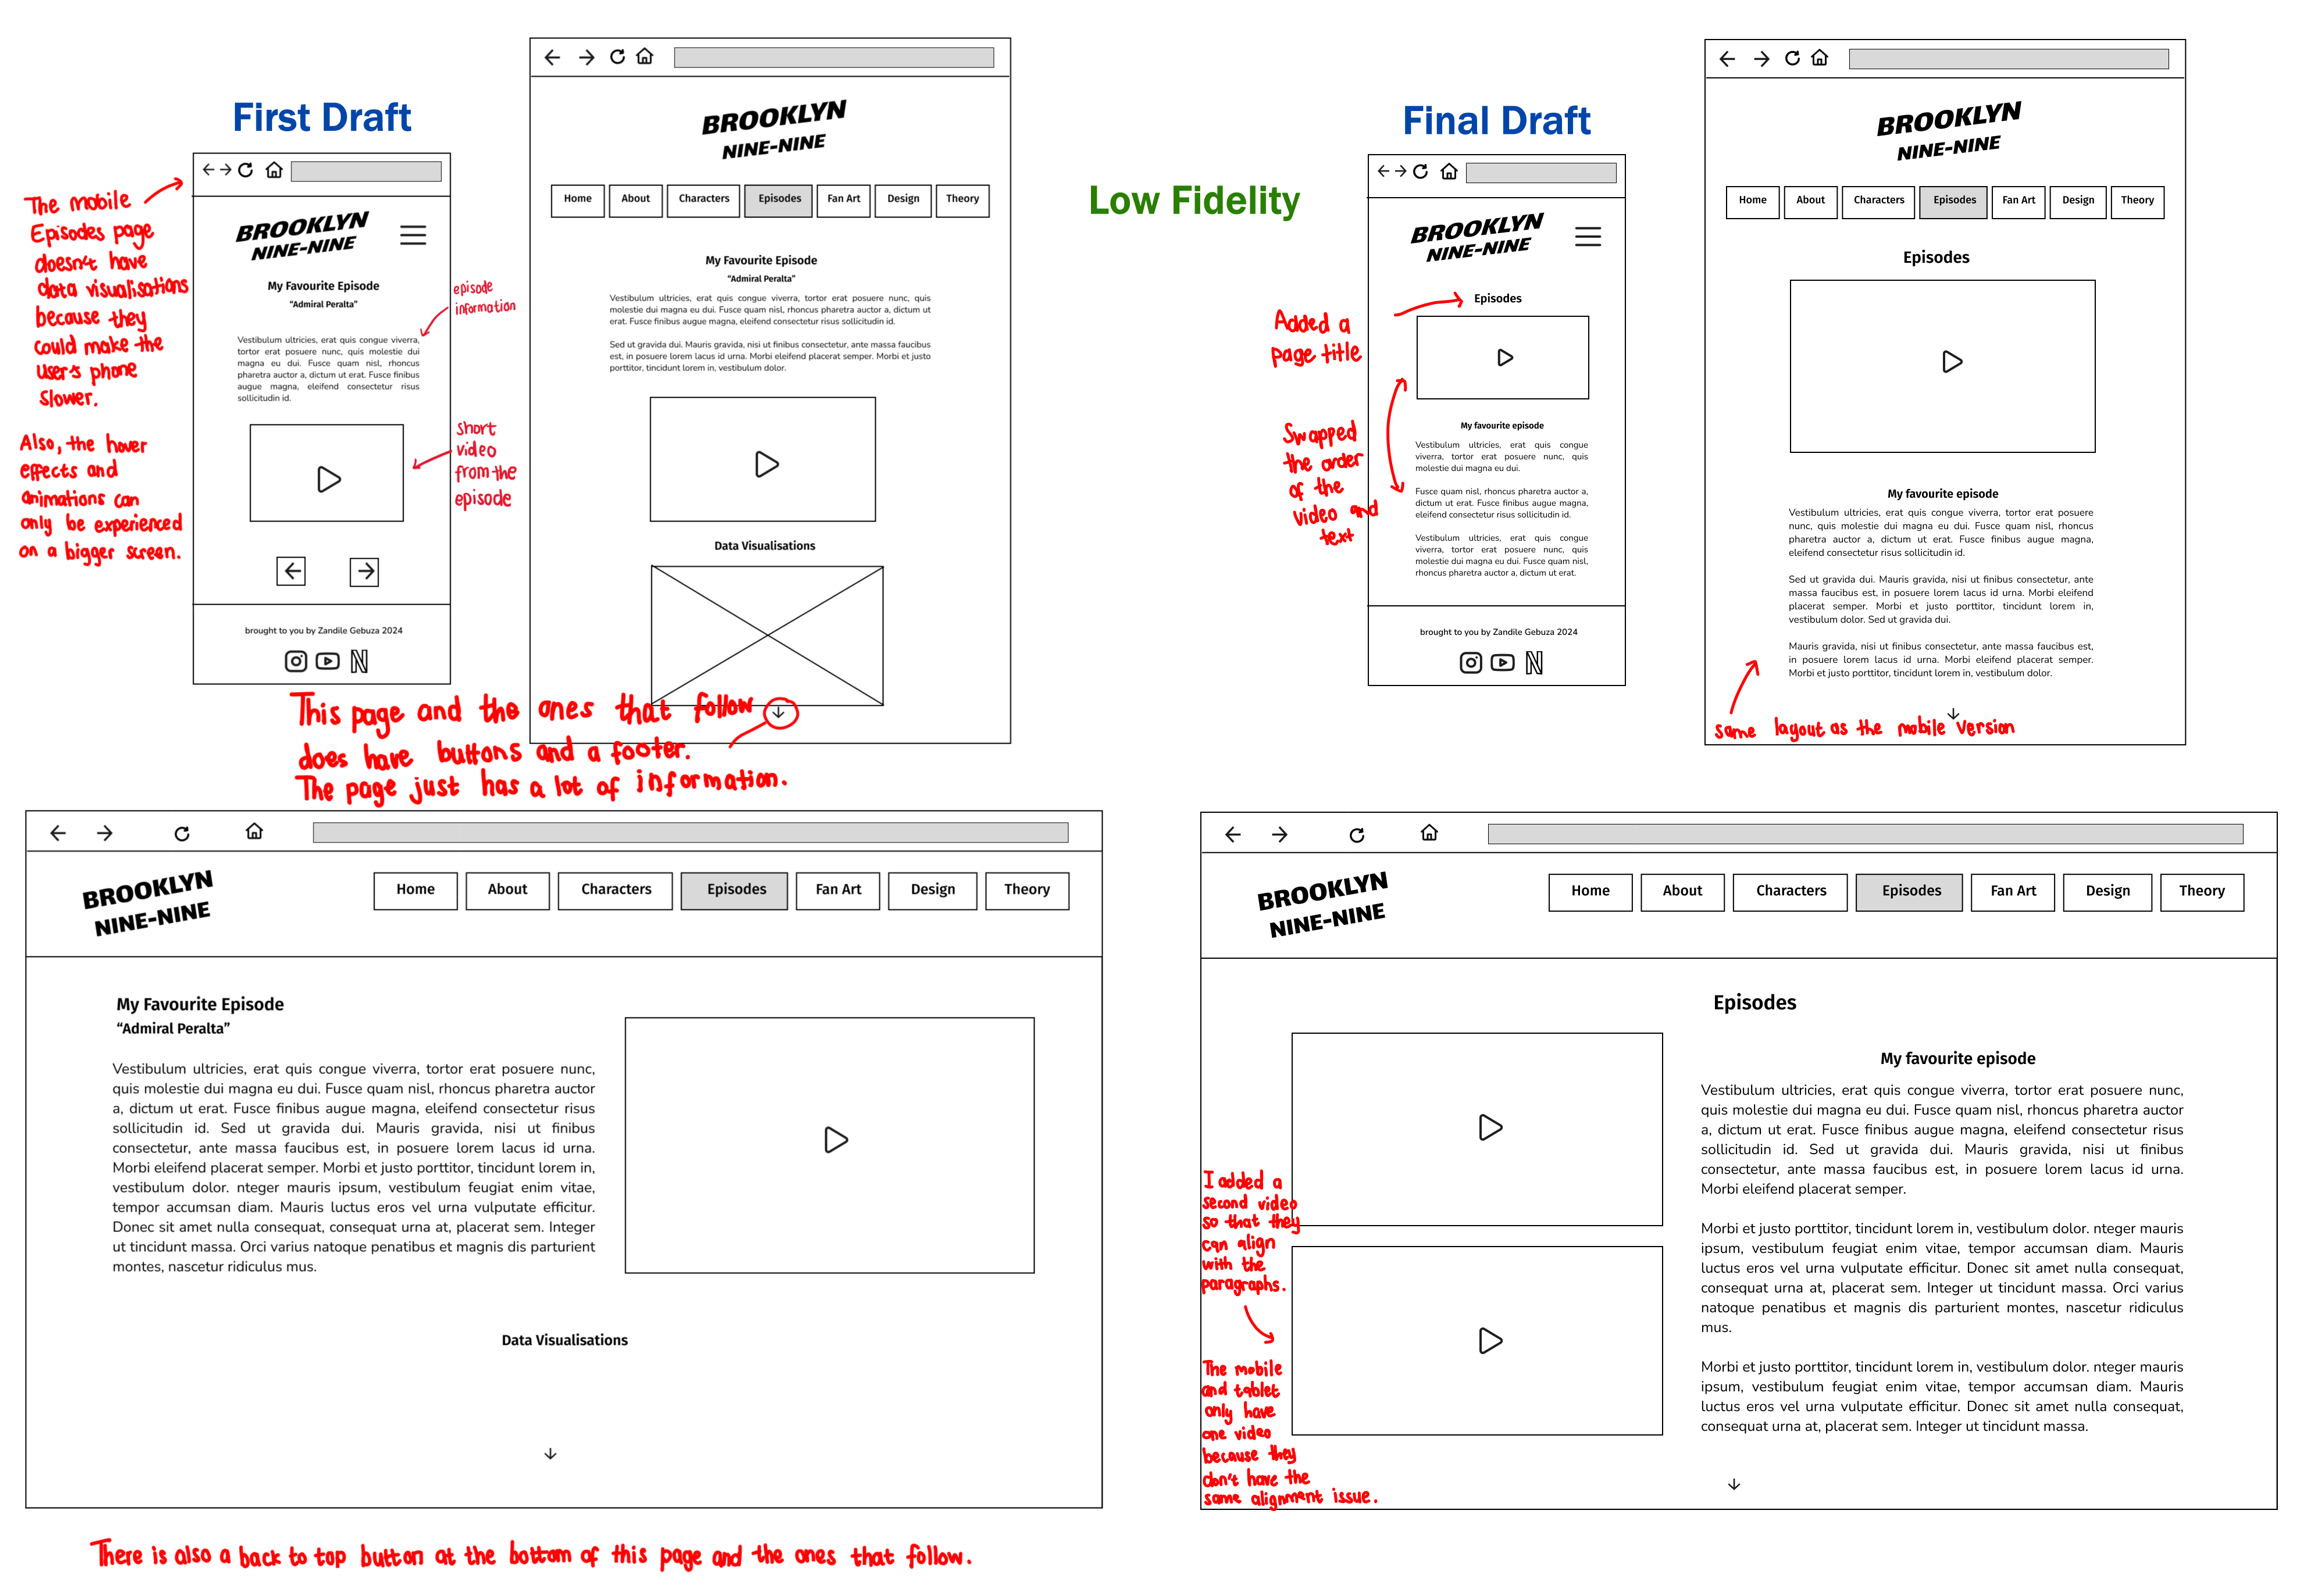 First Draft
The mobile
Episodes page
doesn't have
data visualisations
because they
could make the
user's phone
slower.
Also, the hover
effects and
animations can
only be experienced
on a bigger screen.
BROOKLYN
NINE-NINE
My Favourite Episode
“Admiral Peralta”
episode
information
Vestibulum ultricies, erat quis congue viverra,
tortor erat posuere nunc, quis molestie dui
magna eu dui. Fusce quam nisl, rhoncus
pharetra auctor a, dictum ut erat. Fusce finibus
augue magna, eleifend consectetur risus
sollicitudin id.
short
video
from the
episode
brought to you by Zandile Gebuza 2024
BROOKLYN
NINE-NINE
Home
About
Characters
Episodes
Fan Art
Design
Theory
My Favourite Episode
“Admiral Peralta”
Vestibulum ultricies, erat quis congue viverra, tortor erat posuere nunc, quis
molestie dui magna eu dui. Fusce quam nisl, rhoncus pharetra auctor a, dictum ut
erat. Fusce finibus augue magna, eleifend consectetur risus sollicitudin id.
Sed ut gravida dui. Mauris gravida, nisi ut finibus consectetur, ante massa faucibus
est, in posuere lorem lacus id urna. Morbi eleifend placerat semper. Morbi et justo
porttitor, tincidunt lorem in, vestibulum dolor.
Data Visualisations
This page and the ones that follow
does have buttons and a footer.
The page just has a lot of information.
BROOKLYN
NINE-NINE
Home
About
Characters
Episodes
Fan Art
Design
Theory
My Favourite Episode
“Admiral Peralta”
Vestibulum ultricies, erat quis congue viverra, tortor erat posuere nunc,
quis molestie dui magna eu dui. Fusce quam nisl, rhoncus pharetra auctor
a, dictum ut erat. Fusce finibus augue magna, eleifend consectetur risus
sollicitudin id. Sed ut gravida dui. Mauris gravida, nisi ut finibus
consectetur, ante massa faucibus est, in posuere lorem lacus id urna.
Morbi eleifend placerat semper. Morbi et justo porttitor, tincidunt lorem in,
vestibulum dolor. nteger mauris ipsum, vestibulum feugiat enim vitae,
tempor accumsan diam. Mauris luctus eros vel urna vulputate efficitur.
Donec sit amet nulla consequat, consequat urna at, placerat sem. Integer
ut tincidunt massa. Orci varius natoque penatibus et magnis dis parturient
montes, nascetur ridiculus mus.
Data Visualisations
There is also a back to top button at the bottom of this page and the ones that follow.
Low Fidelity
Final Draft
BROOKLYN
NINE-NINE
Added a
page title
Episodes
Swapped
the order
of the
video and
text
My favourite episode
Vestibulum ultricies, erat quis congue
viverra, tortor erat posuere nunc, quis
molestie dui magna eu dui.
Fusce quam nisl, rhoncus pharetra auctor a,
dictum ut erat. Fusce finibus augue magna,
eleifend consectetur risus sollicitudin id.
Vestibulum ultricies, erat quis congue
viverra, tortor erat posuere nunc, quis
molestie dui magna eu dui. Fusce quam nisl,
rhoncus pharetra auctor a, dictum ut erat.
brought to you by Zandile Gebuza 2024
BROOKLYN
NINE-NINE
Home
About
Characters
Episodes
Fan Art
Design
Theory
Episodes
My favourite episode
Vestibulum ultricies, erat quis congue viverra, tortor erat posuere
nunc, quis molestie dui magna eu dui. Fusce quam nisl, rhoncus
pharetra auctor a, dictum ut erat. Fusce finibus augue magna,
eleifend consectetur risus sollicitudin id.
Sed ut gravida dui. Mauris gravida, nisi ut finibus consectetur, ante
massa faucibus est, in posuere lorem lacus id urna. Morbi eleifend
placerat semper. Morbi et justo porttitor, tincidunt lorem in,
vestibulum dolor. Sed ut gravida dui.
Mauris gravida, nisi ut finibus consectetur, ante massa faucibus est,
in posuere lorem lacus id urna. Morbi eleifend placerat semper.
Morbi et justo porttitor, tincidunt lorem in, vestibulum dolor.
same layout as the mobile version
BROOKLYN
NINE-NINE
Home
About
Characters
Episodes
Fan Art
Design
Theory
Episodes
I added a
second video
so that they
can align
with the
paragraphs.
The mobile
and tablet
only have
one video
because they
don't have the
same alignment issue.
My favourite episode
Vestibulum ultricies, erat quis congue viverra, tortor erat posuere nunc,
quis molestie dui magna eu dui. Fusce quam nisl, rhoncus pharetra auctor
a, dictum ut erat. Fusce finibus augue magna, eleifend consectetur risus
sollicitudin id. Sed ut gravida dui. Mauris gravida, nisi ut finibus
consectetur, ante massa faucibus est, in posuere lorem lacus id urna.
Morbi eleifend placerat semper.
Morbi et justo porttitor, tincidunt lorem in, vestibulum dolor. nteger mauris
ipsum, vestibulum feugiat enim vitae, tempor accumsan diam. Mauris
luctus eros vel urna vulputate efficitur. Donec sit amet nulla consequat,
consequat urna at, placerat sem. Integer ut tincidunt massa. Orci varius
natoque penatibus et magnis dis parturient montes, nascetur ridiculus
mus.
Morbi et justo porttitor, tincidunt lorem in, vestibulum dolor. nteger mauris
ipsum, vestibulum feugiat enim vitae, tempor accumsan diam. Mauris
luctus eros vel urna vulputate efficitur. Donec sit amet nulla consequat,
consequat urna at, placerat sem. Integer ut tincidunt massa.